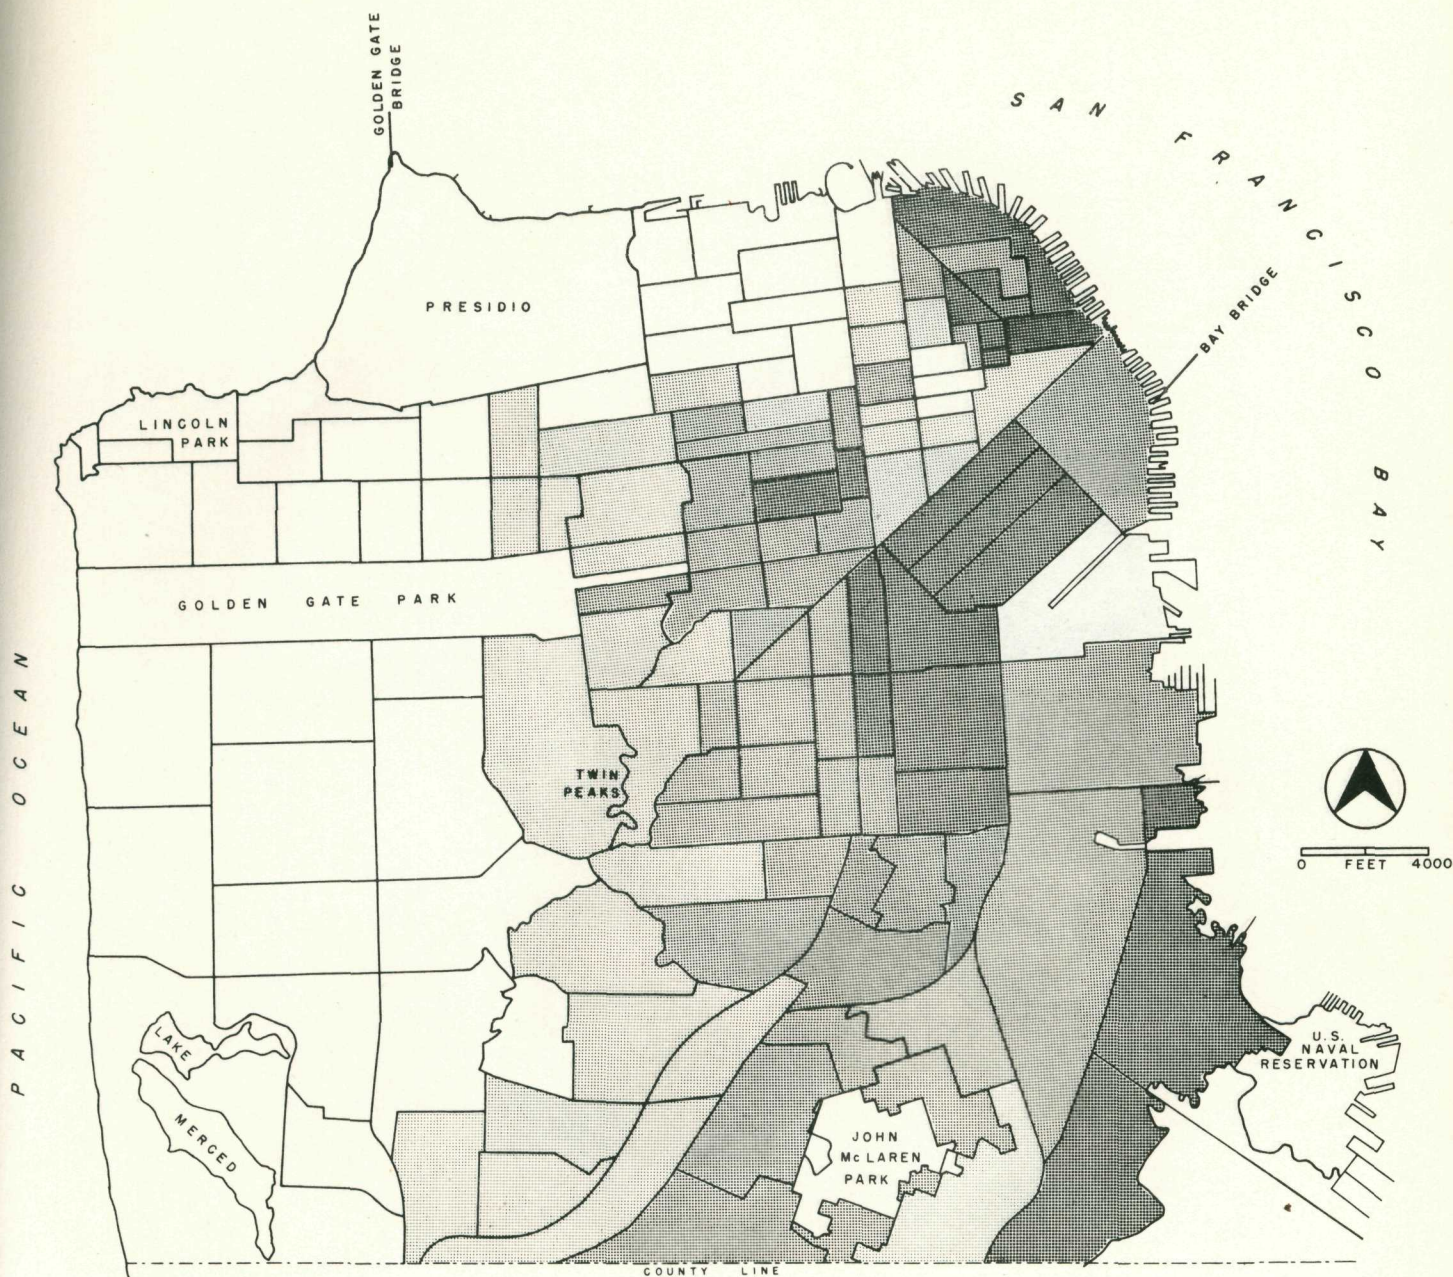 GOLDEN GATE
BRIDGE
SAN FRANCISCO BAY
BAY BRIDGE
PRESIDIO
LINCOLN
PARK
GOLDEN GATE PARK
PACIFIC OCEAN
TWIN
PEAKS
0 FEET 4000
LAKE
MERCED
U.S.
NAVAL
RESERVATION
JOHN
McLAREN
PARK
COUNTY LINE